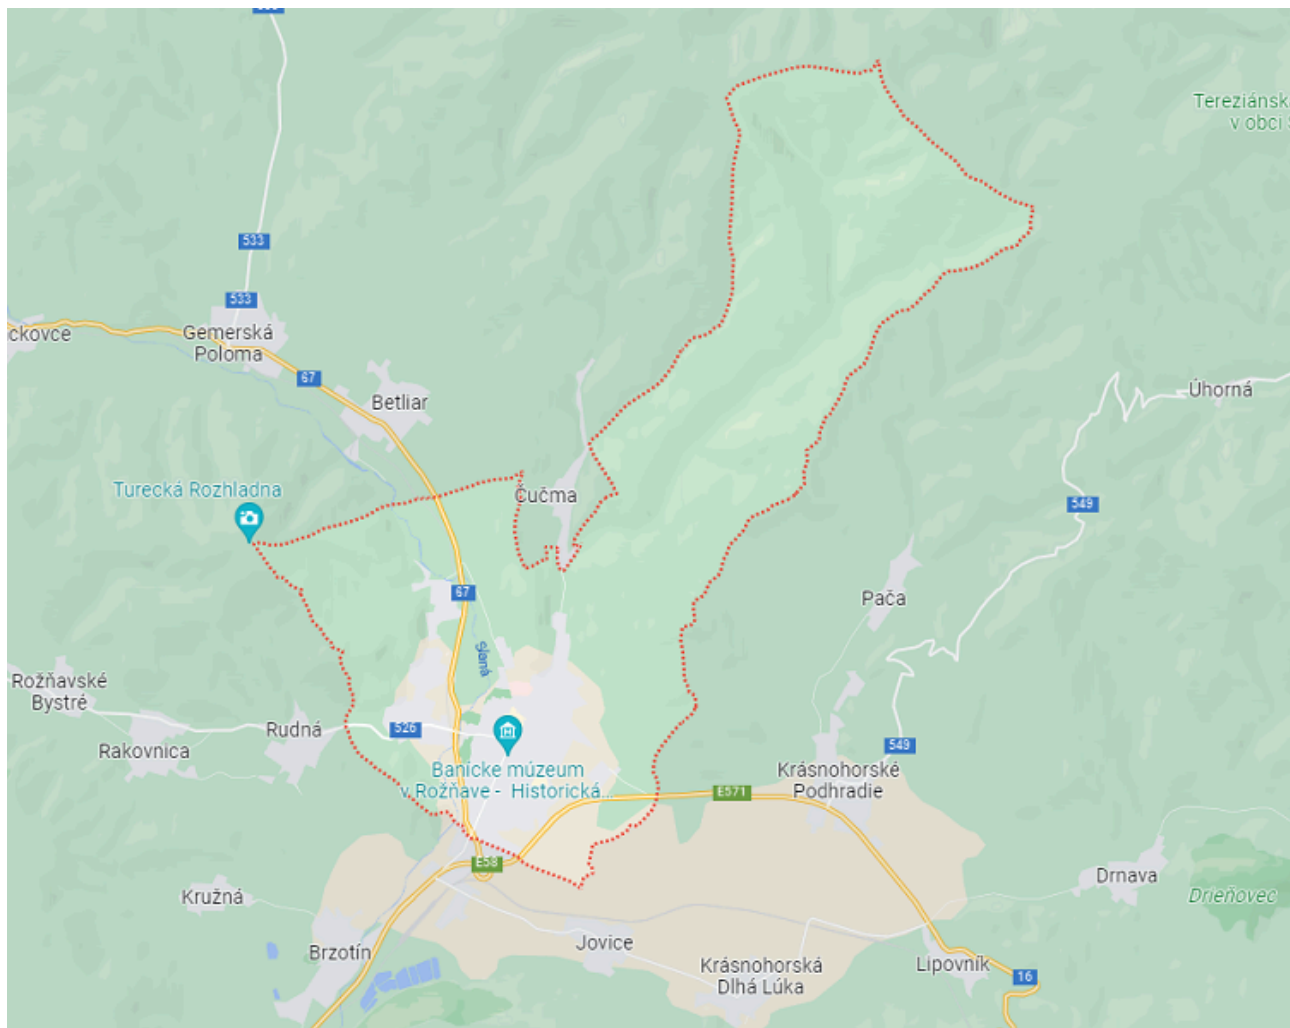 Tereziánsk
v obci
533
533
ckovce
Gemerská
Poloma
67
Betliar
Úhorná
Turecká Rozhladna
Čučma
549
67
Pača
Slaná
Rožňavské
Bystré
Rudná
526
Rakovnica
549
Banícke múzeum
v Rožňave - Historická...
Krásnohorské
Podhradie
E571
E58
Drnava
Kružná
Drieňovec
Brzotín
Jovice
Krásnohorská
Dlhá Lúka
Lipovník
16